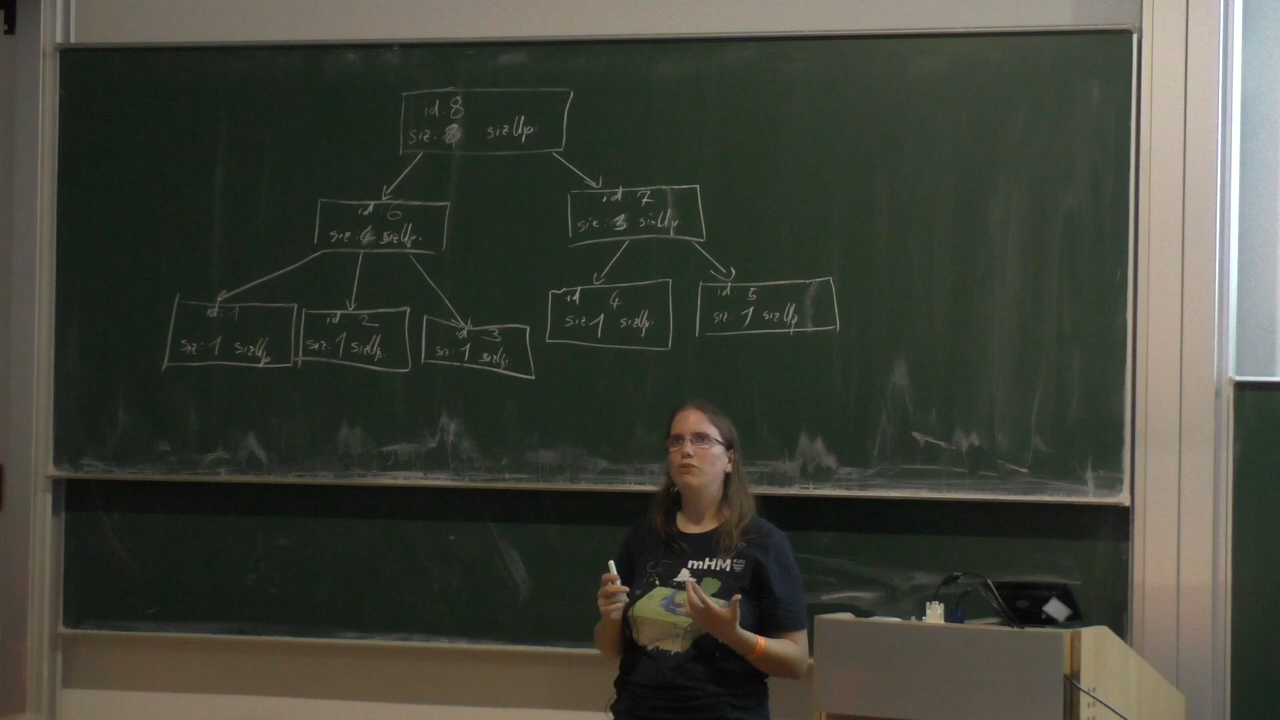 id: 8
siz: 8 sizUp:
id: 6
siz: 4 sizUp:
id: 7
siz: 3 sizUp:
id: 1
siz: 1 sizUp
id: 2
siz: 1 sizUp:
id: 3
siz: 1 sizUp:
id 4
siz 1 sizUp:
id: 5
siz: 1 sizUp
mHM